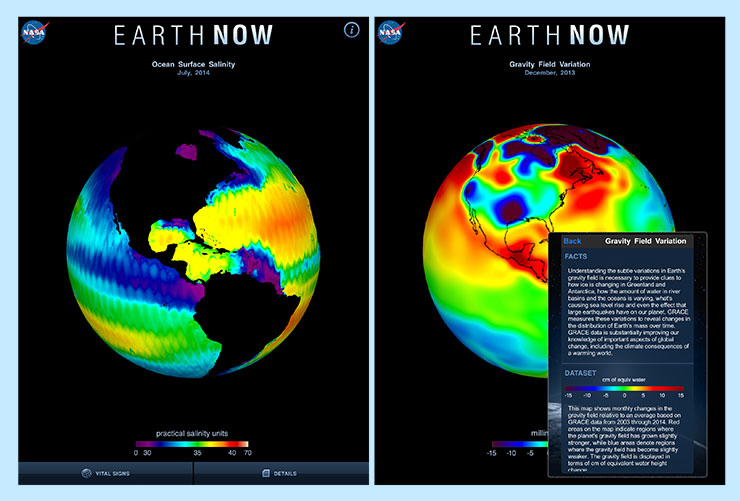 NASA
EARTH NOW
Ocean Surface Salinity
July, 2014
practical salinity units
0 30 35 40 70
VITAL SIGNS
DETAILS
NASA
EARTH NOW
Gravity Field Variation
December, 2013
-15 -10 -5
Back Gravity Field Variation
FACTS
Understanding the subtle variations in Earth's
gravity field is necessary to provide clues to
how ice is changing in Greenland and
Antarctica, how the amount of water in river
basins and the oceans is varying, what's
causing sea level rise and even the effect that
large earthquakes have on our planet. GRACE
measures these variations to reveal changes in
the distribution of Earth's mass over time.
GRACE data is substantially improving our
knowledge of important aspects of global
change, including the climate consequences of
a warming world.
DATASET
cm of equiv water
-15 -10 -5 0 5 10 15
This map shows monthly changes in the
gravity field relative to an average based on
GRACE data from 2003 through 2014. Red
areas on the map indicate regions where
the planet's gravity field has grown slightly
stronger, while blue areas denote regions
where the gravity field has become slightly
weaker. The gravity field is displayed in
terms of cm of equivalent water height
change.